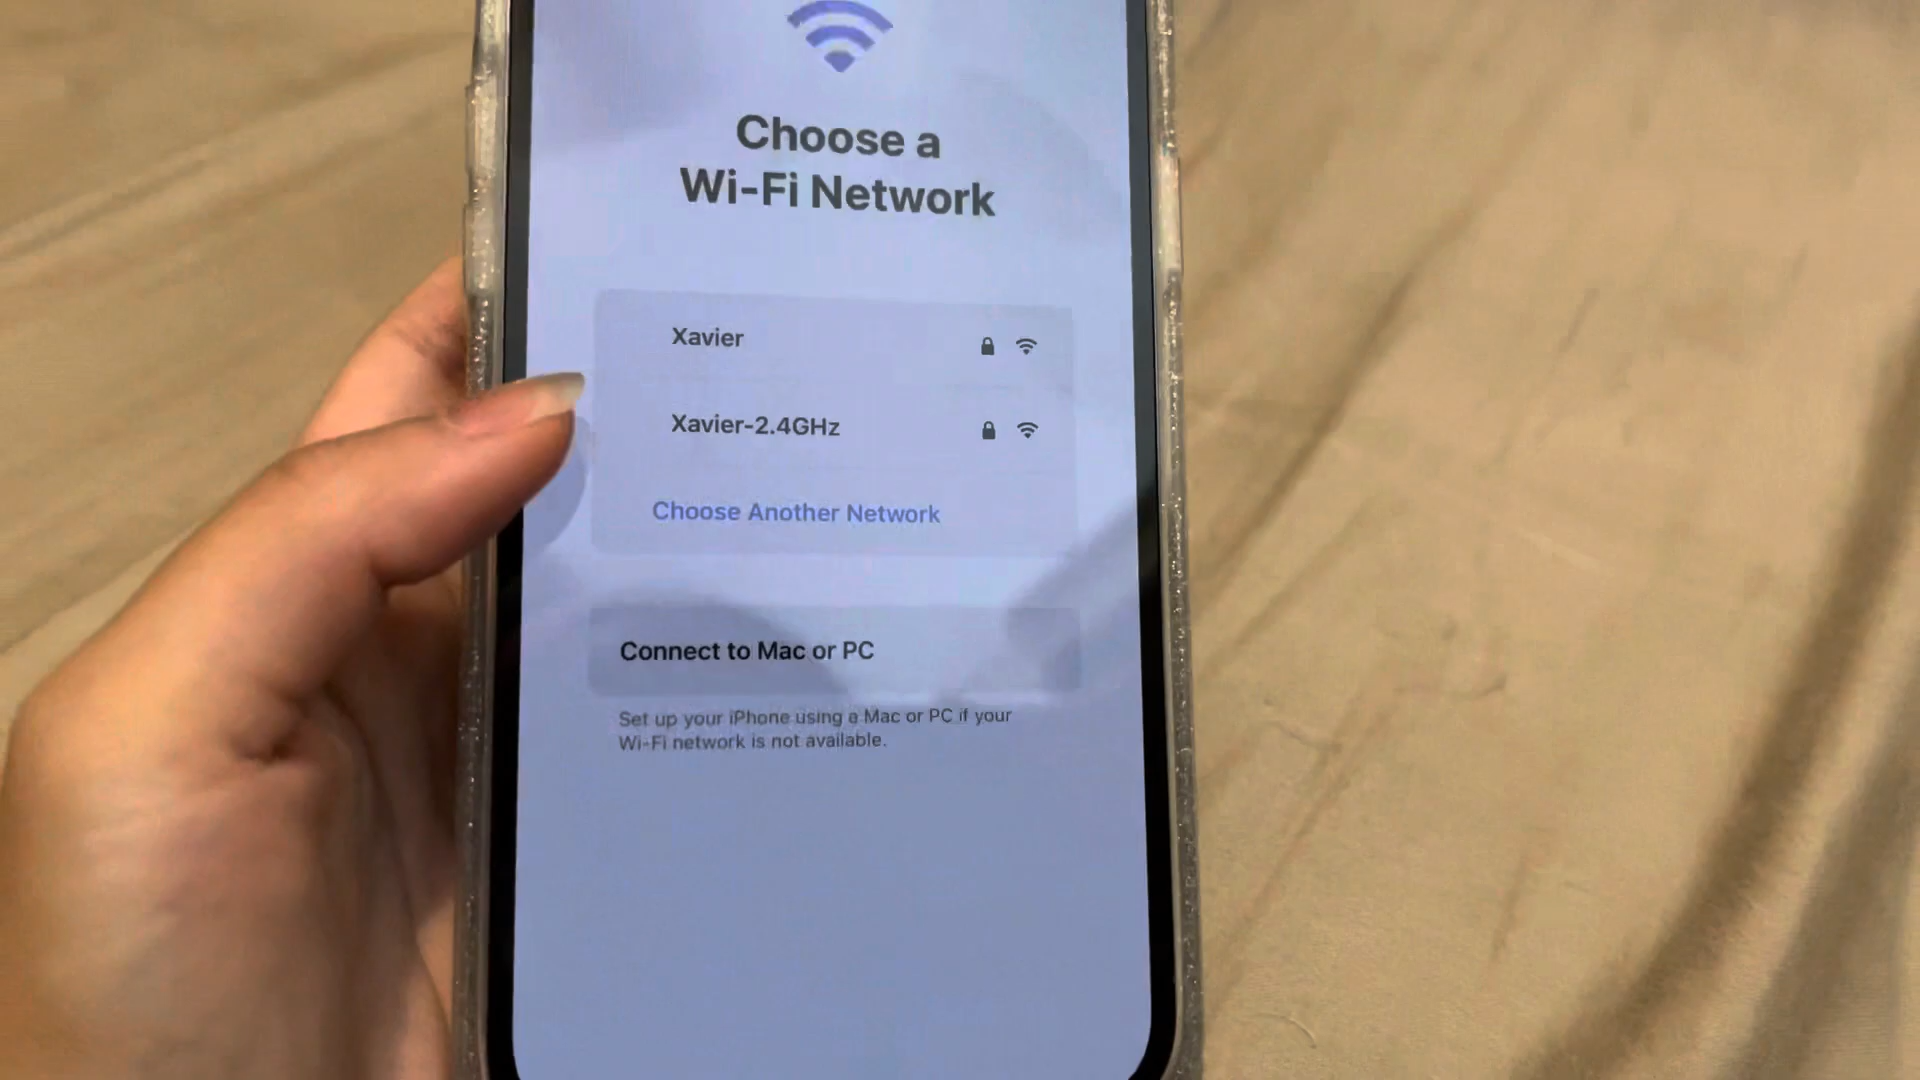 Choose a
Wi-Fi Network
Xavier
Xavier-2.4GHz
Choose Another Network
Connect to Mac or PC
Set up your iPhone using a Mac or PC if your
Wi-Fi network is not available.